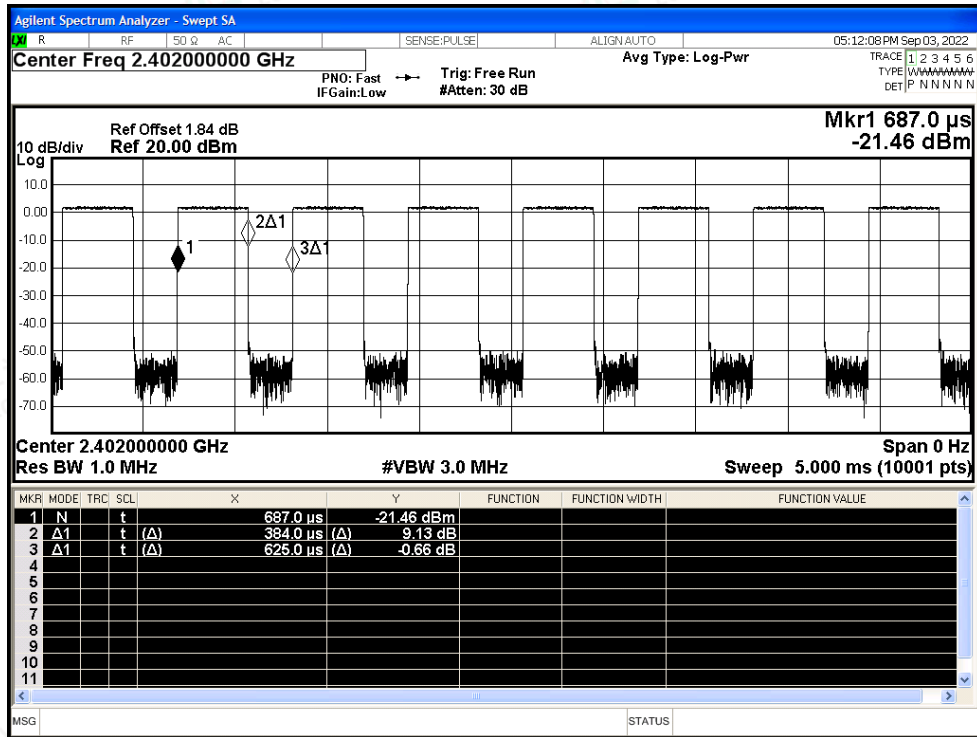 Agilent Spectrum Analyzer - Swept SA
LXI R RF 50 Ω AC SENSE:PULSE ALIGN AUTO 05:12:08 PM Sep 03, 2022
Center Freq 2.402000000 GHz Avg Type: Log-Pwr TRACE 1 2 3 4 5 6
PNO: Fast Trig: Free Run TYPE
IFGain:Low #Atten: 30 dB DET P N N N N N
Mkr1 687.0 µs
Ref Offset 1.84 dB
10 dB/div Ref 20.00 dBm -21.46 dBm
Log
10.0
0.00
2Δ1
-10.0
1 3Δ1
-20.0
-30.0
-40.0
-50.0
-60.0
-70.0
Center 2.402000000 GHz Span 0 Hz
Res BW 1.0 MHz #VBW 3.0 MHz Sweep 5.000 ms (10001 pts)
MKR MODE TRC SCL X Y FUNCTION FUNCTION WIDTH FUNCTION VALUE
1 N t 687.0 µs -21.46 dBm
2 Δ1 t (Δ) 384.0 µs (Δ) 9.13 dB
3 Δ1 t (Δ) 625.0 µs (Δ) -0.66 dB
4
5
6
7
8
9
10
11
MSG STATUS